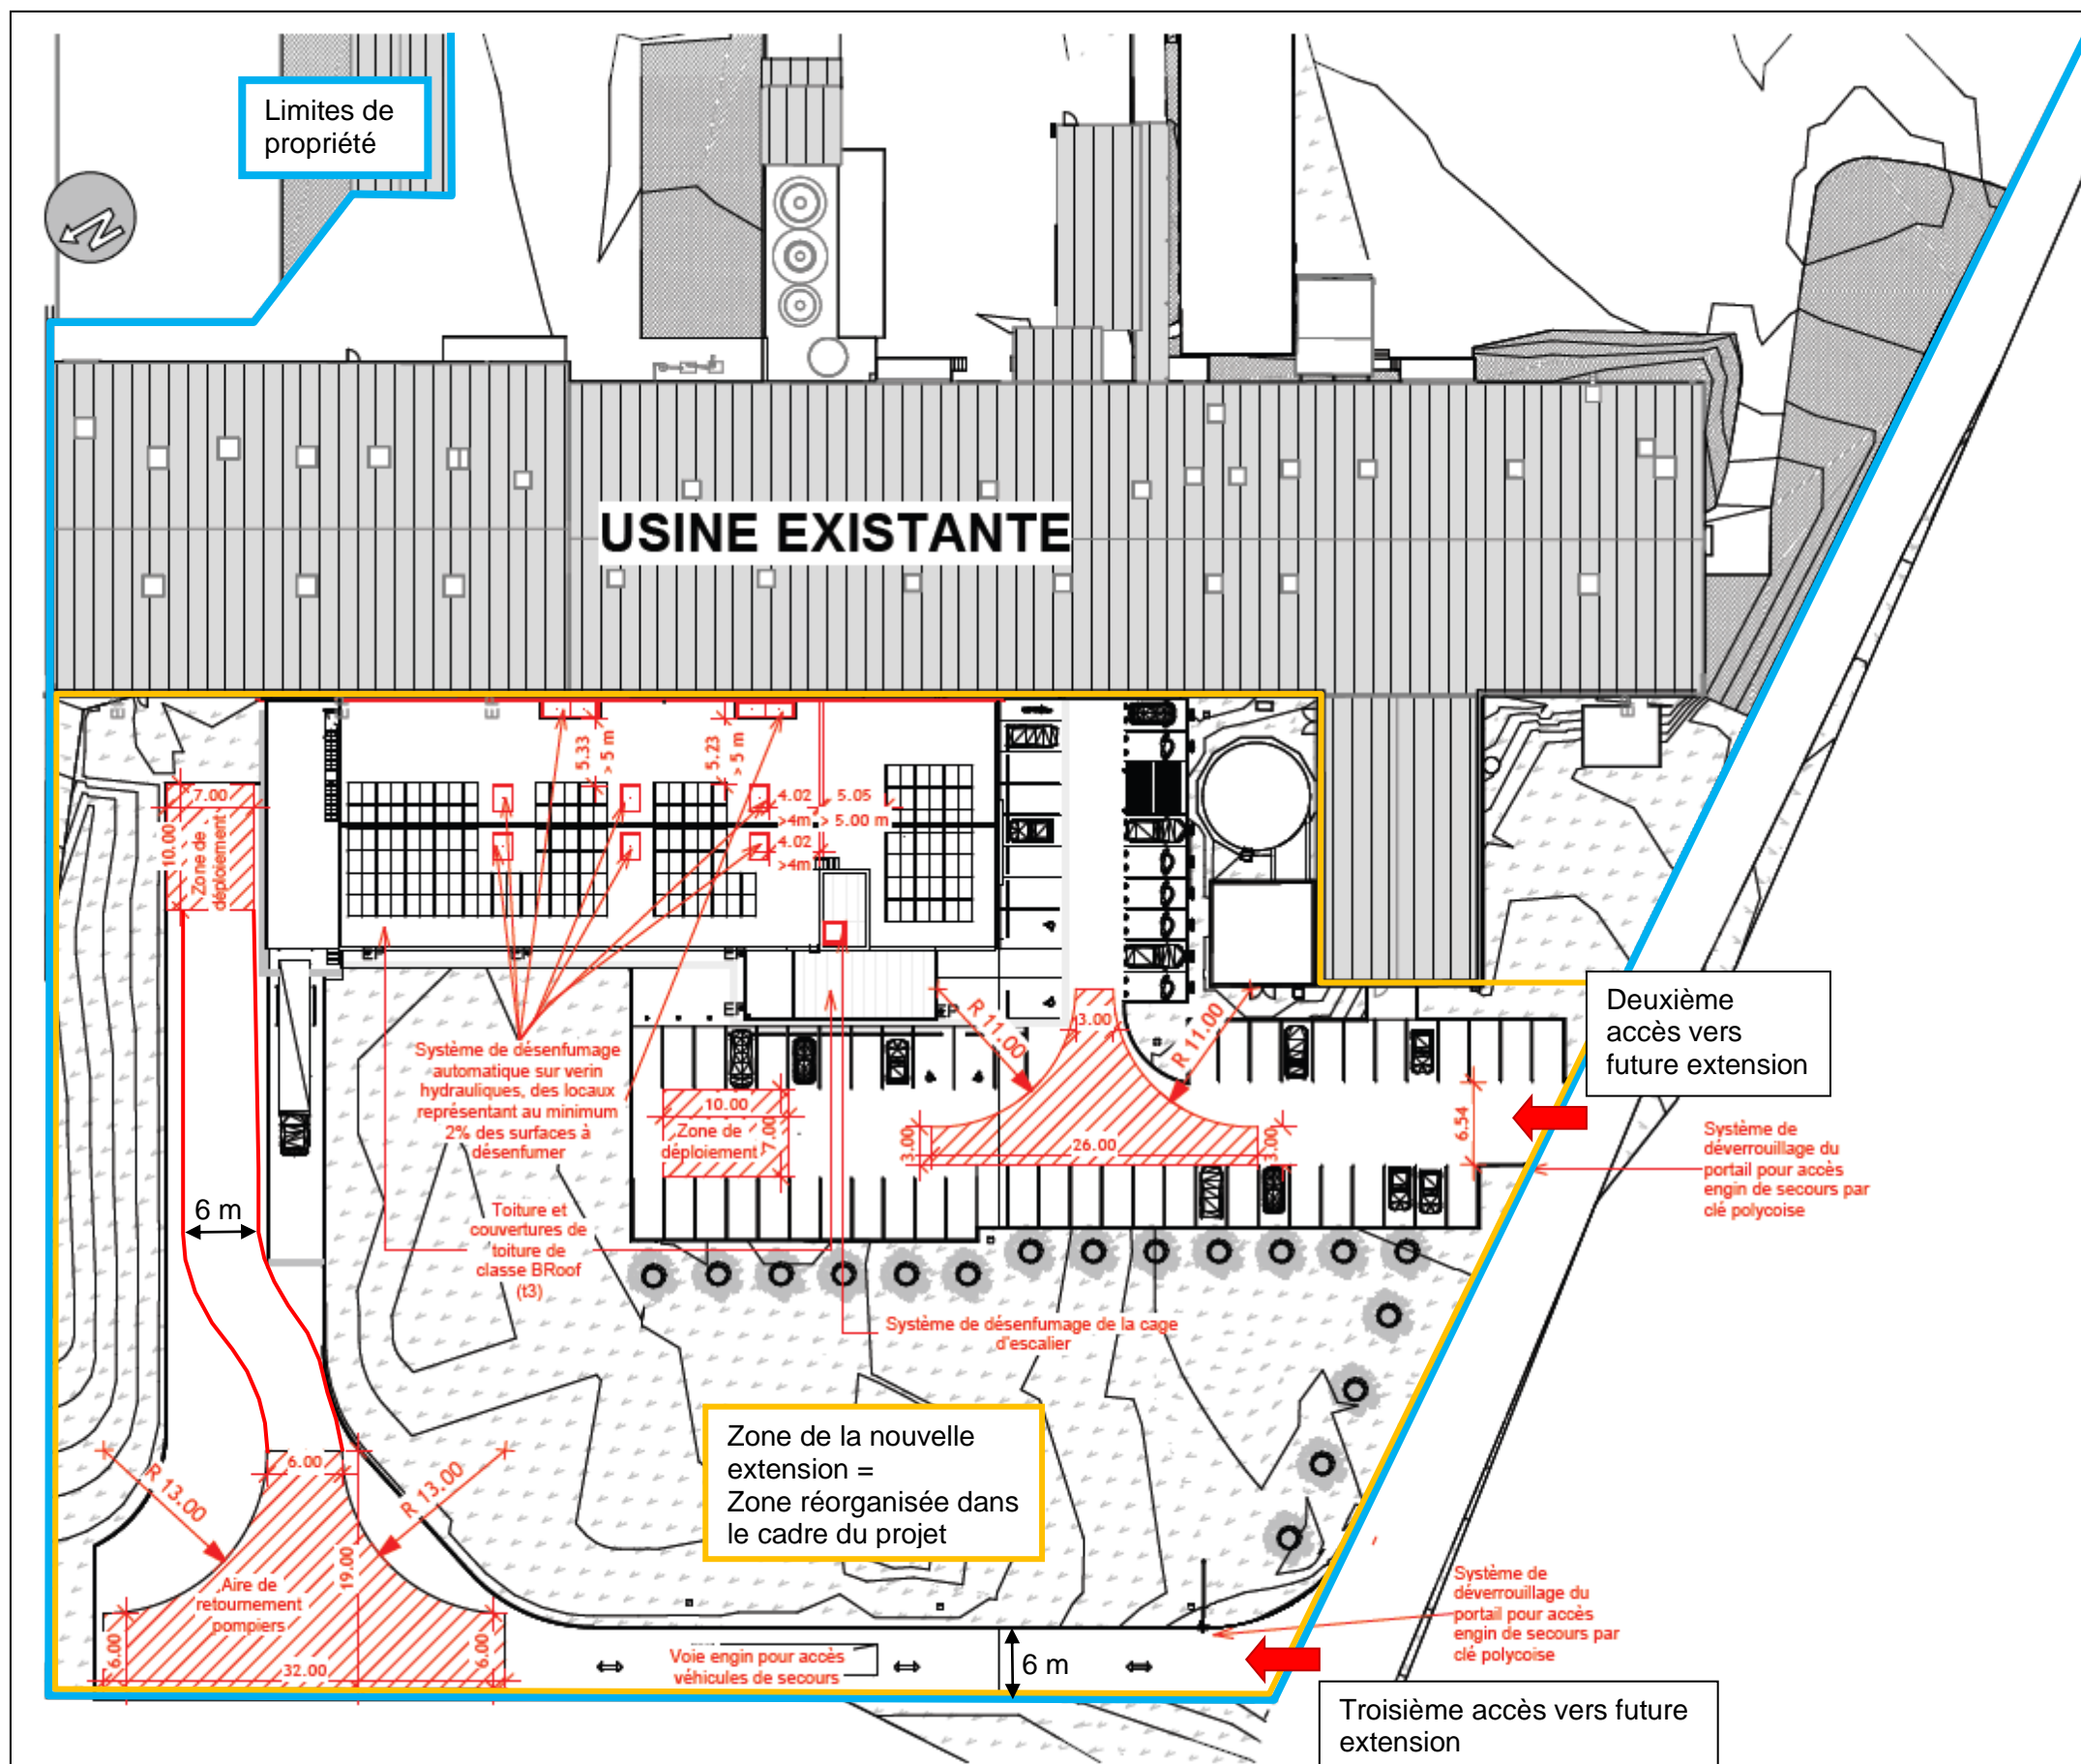 Limites de
propriété
N
USINE EXISTANTE
5.33
> 5 m
5.23
> 5 m
4.02
>4m
5.05
> 5.00 m
4.02
>4m
7.00
10.00
Zone de
déploiement
Système de désenfumage
automatique sur verin
hydrauliques, des locaux
représentant au minimum
2% des surfaces à
désenfumer
R 11.00
3.00
R 11.00
10.00
Zone de
déploiement
7.00
3.00
26.00
3.00
6.54
Deuxième
accès vers
future extension
Système de
déverrouillage du
portail pour accès
engin de secours par
clé polycoise
6 m
Toiture et
couvertures de
toiture de
classe BRoof
(t3)
Système de désenfumage de la cage
d'escalier
Zone de la nouvelle
extension =
Zone réorganisée dans
le cadre du projet
R 13.00
6.00
R 13.00
19.00
Aire de
retournement
pompiers
6.00
32.00
6.00
Voie engin pour accès
véhicules de secours
6 m
Système de
déverrouillage du
portail pour accès
engin de secours par
clé polycoise
Troisième accès vers future
extension